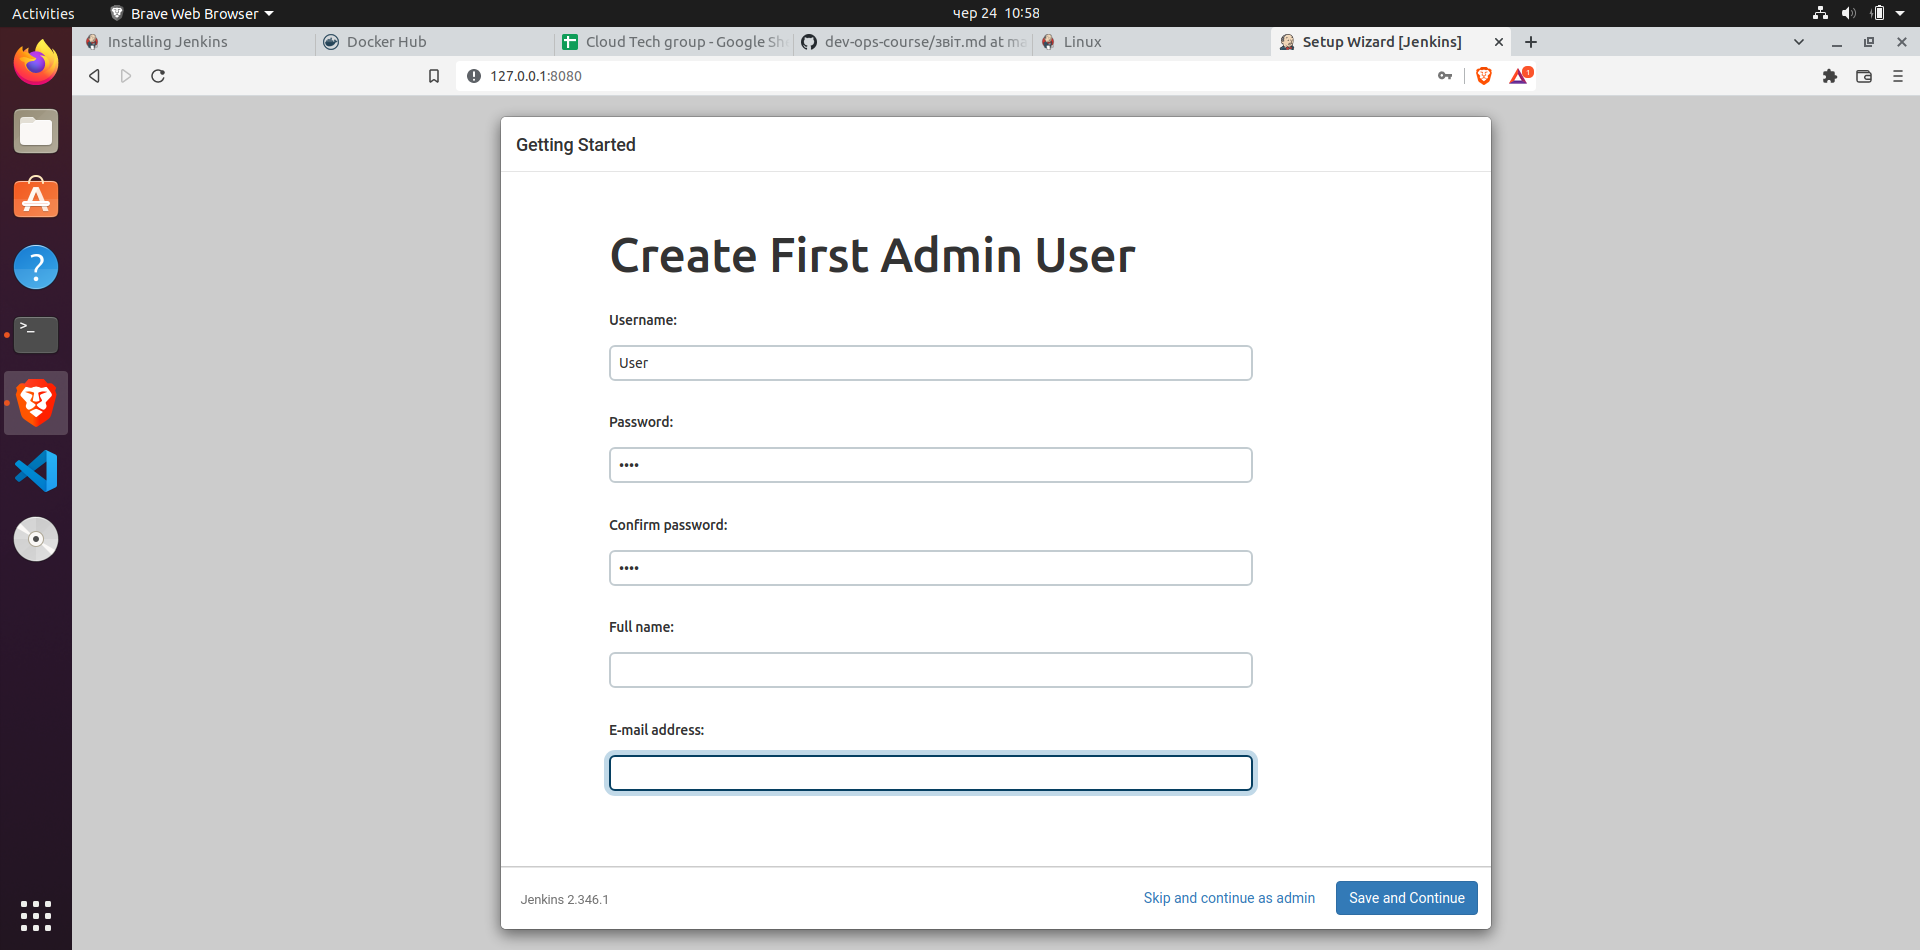 Activities
Brave Web Browser
чер 24 10:58
Installing Jenkins
Docker Hub
Cloud Tech group - Google Sh
dev-ops-course/звіт.md at ma
Linux
Setup Wizard [Jenkins]
127.0.0.1:8080
1
Getting Started
Create First Admin User
Username:
User
Password:
••••
Confirm password:
••••
Full name:
E-mail address:
Jenkins 2.346.1
Skip and continue as admin
Save and Continue